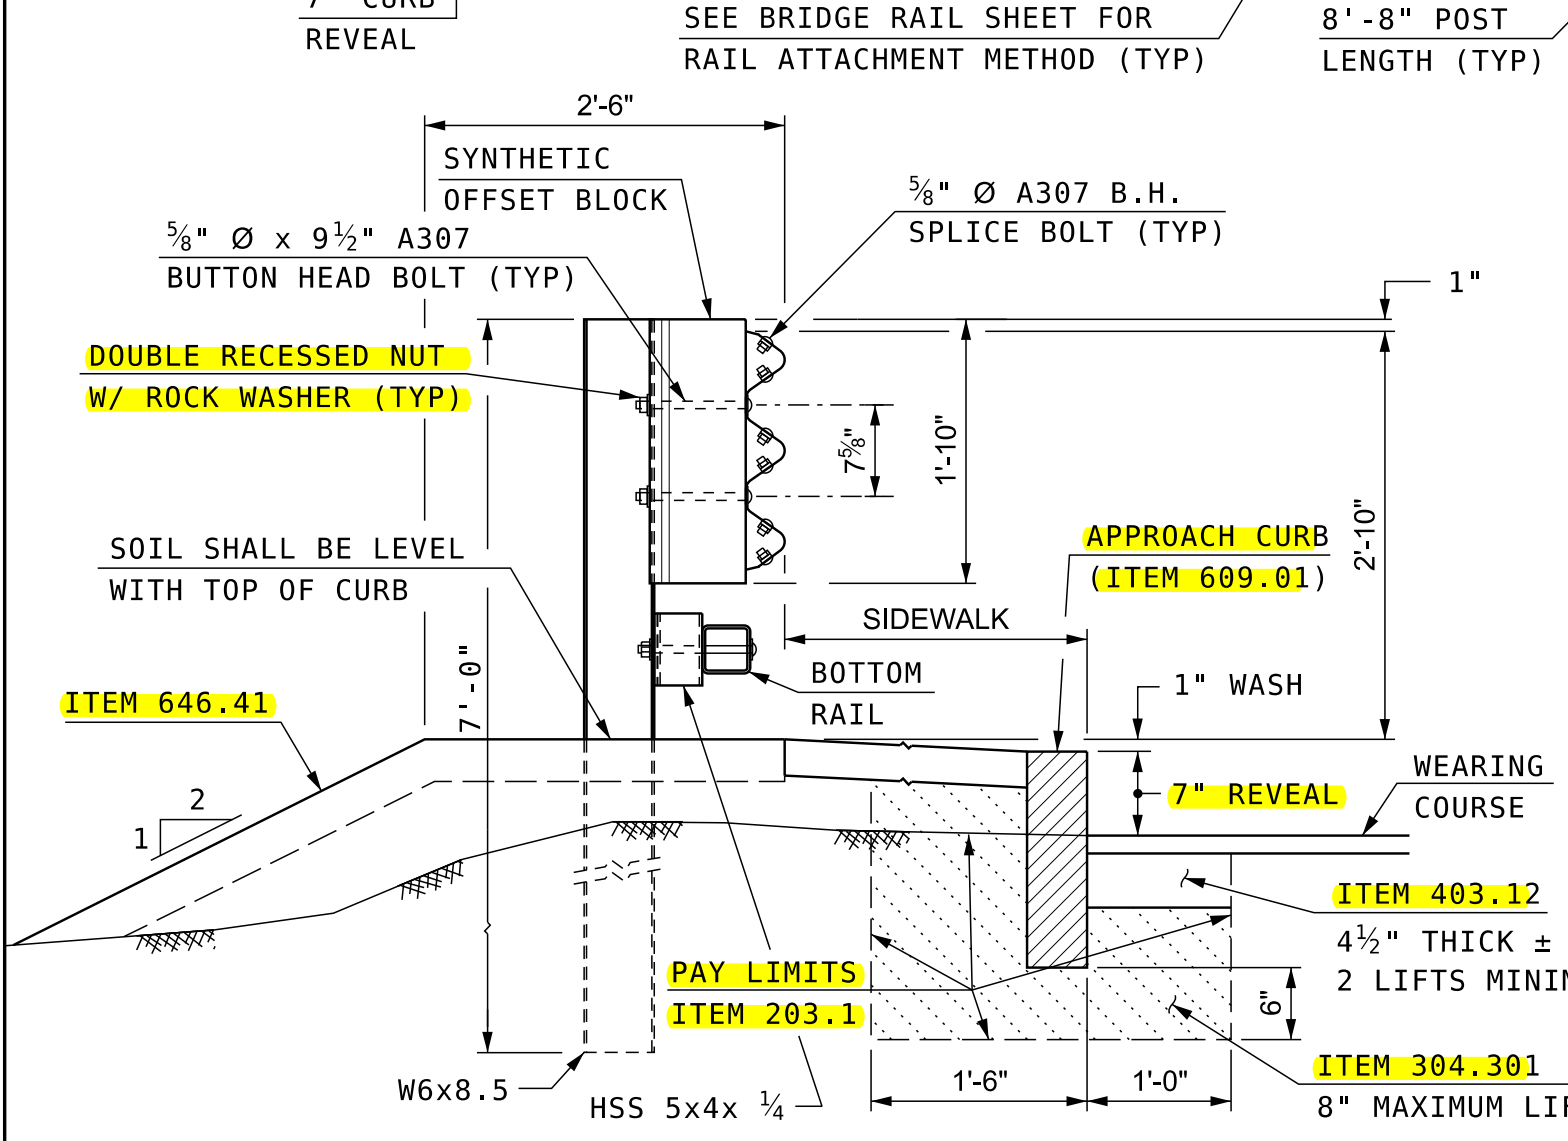 7" CURB
REVEAL
SEE BRIDGE RAIL SHEET FOR
RAIL ATTACHMENT METHOD (TYP)
8'-8" POST
LENGTH (TYP)
2'-6"
SYNTHETIC
OFFSET BLOCK
⅝" Ø A307 B.H.
SPLICE BOLT (TYP)
⅝" Ø x 9½" A307
BUTTON HEAD BOLT (TYP)
1"
DOUBLE RECESSED NUT
W/ ROCK WASHER (TYP)
7⅝"
1'-10"
2'-10"
SOIL SHALL BE LEVEL
WITH TOP OF CURB
APPROACH CURB
(ITEM 609.01)
SIDEWALK
7'-0"
BOTTOM
RAIL
1" WASH
ITEM 646.41
WEARING
COURSE
7" REVEAL
2
1
ITEM 403.12
4½" THICK ±
2 LIFTS
PAY LIMITS
ITEM 203.1
6"
ITEM 304.301
8" MAXIMUM
1'-6"
1'-0"
W6x8.5
HSS 5x4x ¼